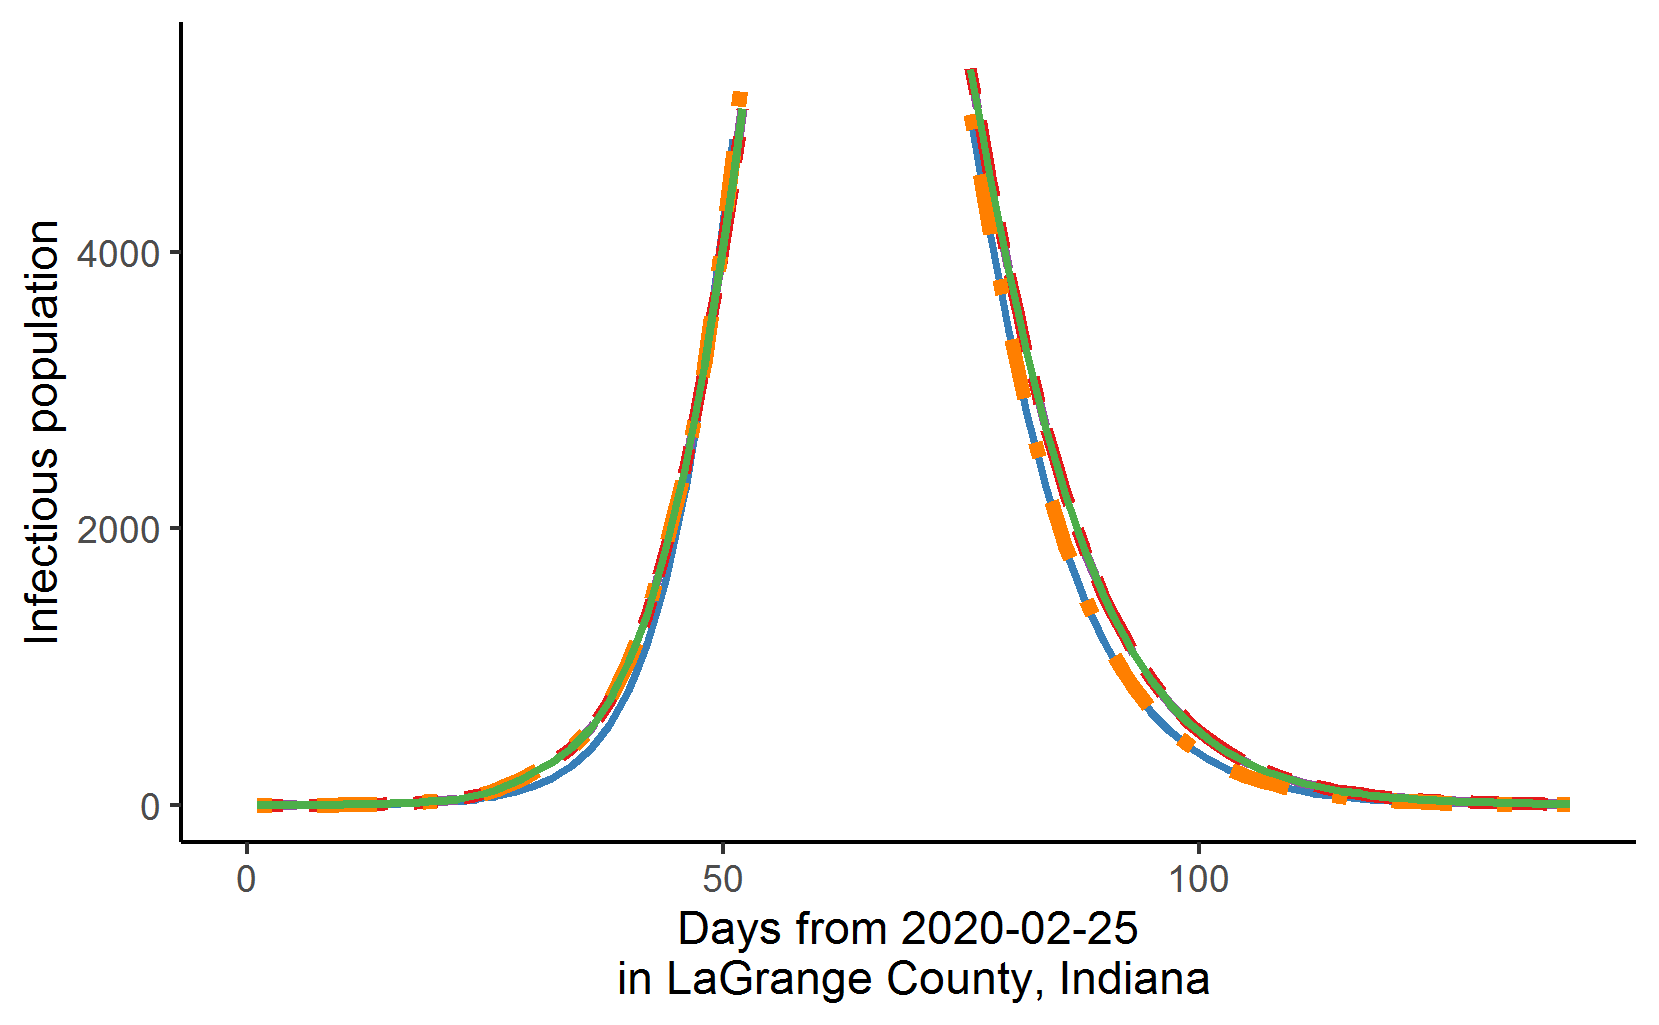 Infectious population
4000
2000
0
0 50 100
Days from 2020-02-25
in LaGrange County, Indiana